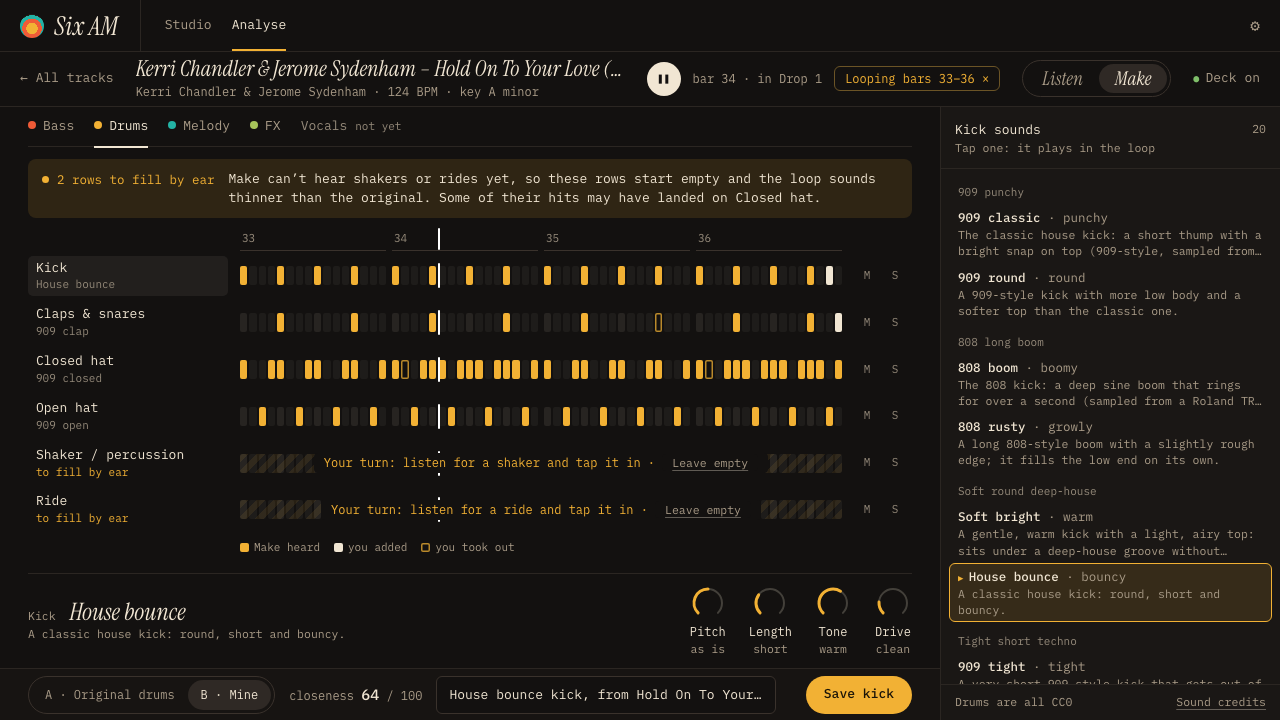 Six AM
Studio
Analyse
← All tracks
Kerri Chandler & Jerome Sydenham – Hold On To Your Love (…
Kerri Chandler & Jerome Sydenham · 124 BPM · key A minor
bar 34 · in Drop 1
Looping bars 33–36 ×
Listen
Make
Deck on
Bass
Drums
Melody
FX
Vocals not yet
2 rows to fill by ear
Make can’t hear shakers or rides yet, so these rows start empty and the loop sounds
thinner than the original. Some of their hits may have landed on Closed hat.
33
34
35
36
Kick
House bounce
M S
Claps & snares
909 clap
M S
Closed hat
909 closed
M S
Open hat
909 open
M S
Shaker / percussion
to fill by ear
Your turn: listen for a shaker and tap it in ·
Leave empty
M S
Ride
to fill by ear
Your turn: listen for a ride and tap it in ·
Leave empty
M S
Make heard
you added
you took out
Kick House bounce
A classic house kick: round, short and bouncy.
Pitch
as is
Length
short
Tone
warm
Drive
clean
A · Original drums
B · Mine
closeness 64 / 100
House bounce kick, from Hold On To Your…
Save kick
Kick sounds
20
Tap one: it plays in the loop
909 punchy
909 classic · punchy
The classic house kick: a short thump with a
bright snap on top (909-style, sampled from…
909 round · round
A 909-style kick with more low body and a
softer top than the classic one.
808 long boom
808 boom · boomy
The 808 kick: a deep sine boom that rings
for over a second (sampled from a Roland TR…
808 rusty · growly
A long 808-style boom with a slightly rough
edge; it fills the low end on its own.
Soft round deep-house
Soft bright · warm
A gentle, warm kick with a light, airy top:
sits under a deep-house groove without…
House bounce · bouncy
A classic house kick: round, short and
bouncy.
Tight short techno
909 tight · tight
A very short 909-style kick that gets out of
Drums are all CC0
Sound credits